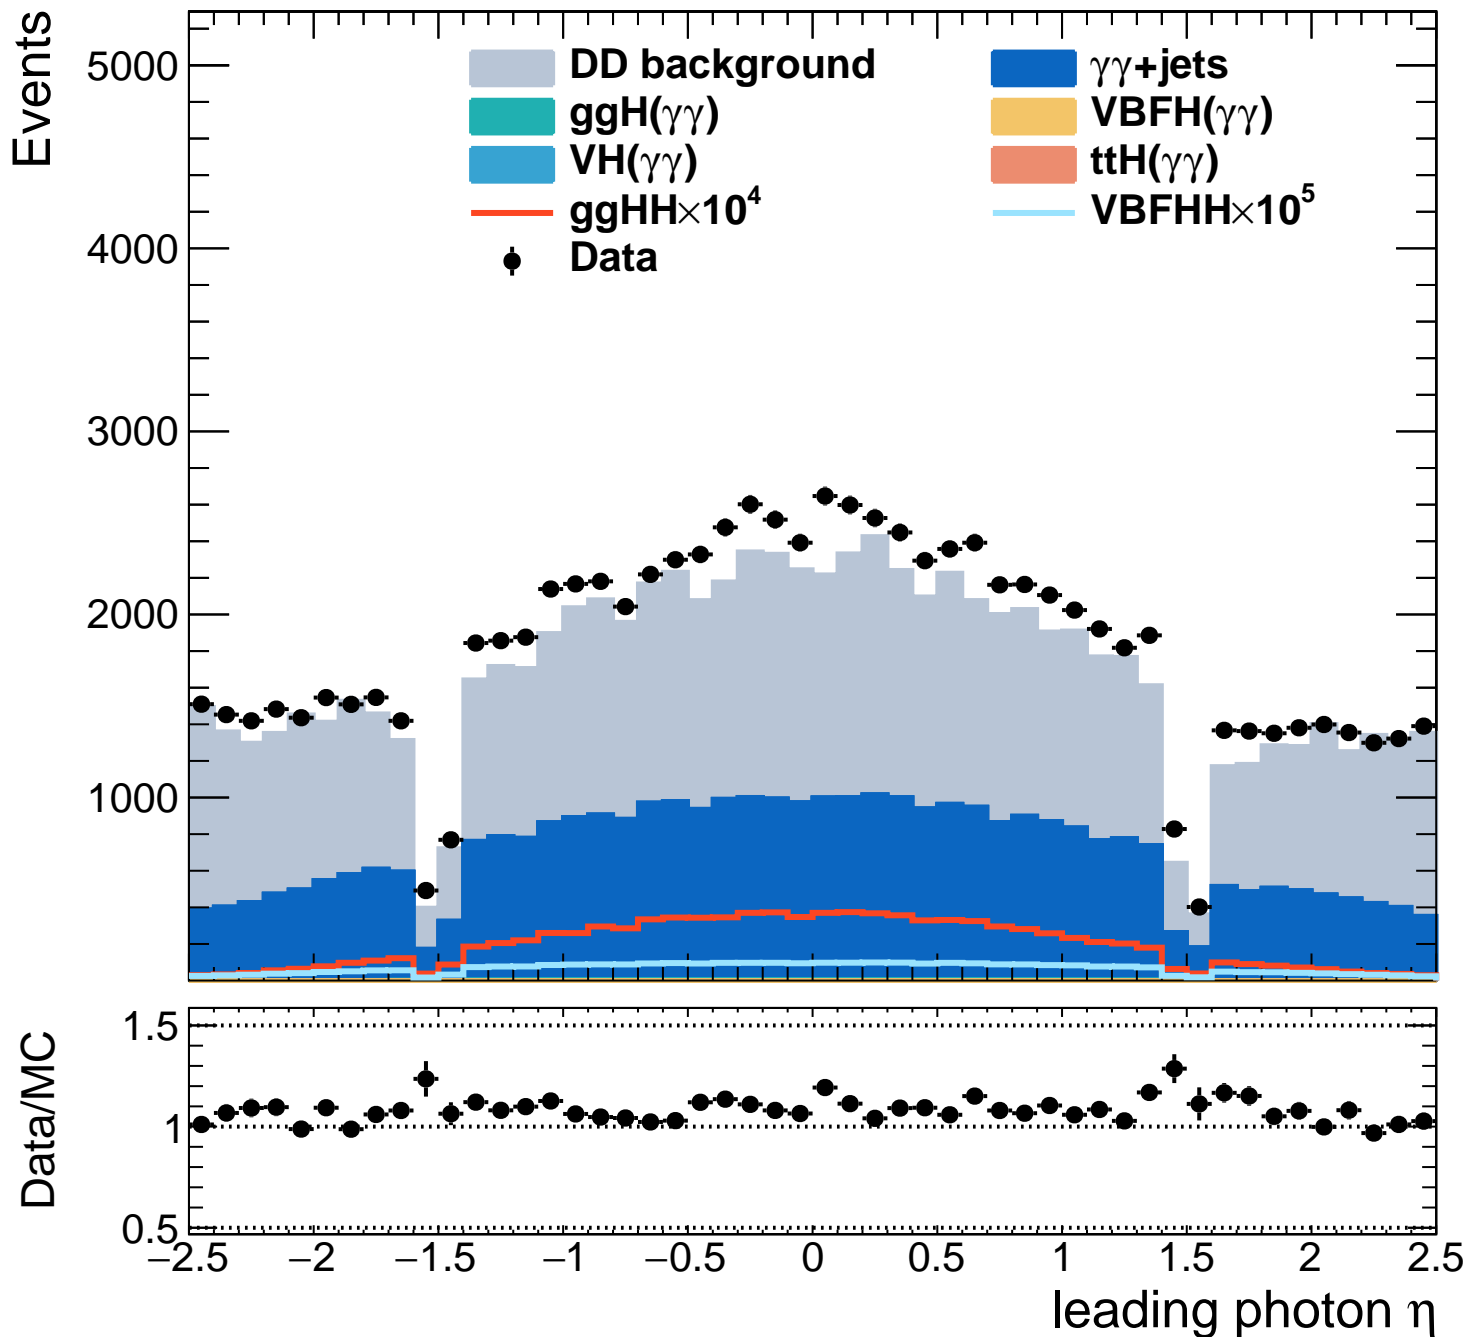 Events
5000
4000
3000
2000
1000
DD background
γγ+jets
ggH(γγ)
VBFH(γγ)
VH(γγ)
ttH(γγ)
ggHH×10⁴
VBFHH×10⁵
Data
Data/MC
1.5
1
0.5
−2.5 −2 −1.5 −1 −0.5 0 0.5 1 1.5 2 2.5
leading photon η